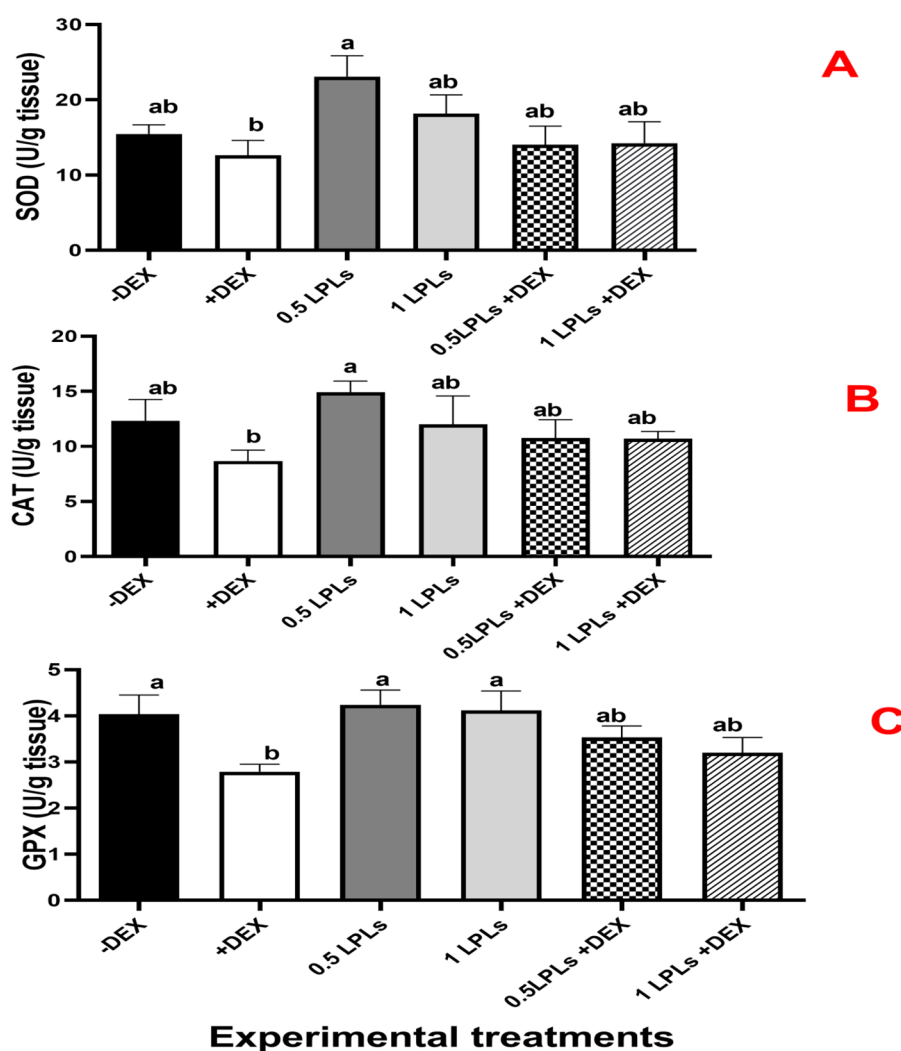 A
SOD (U/g tissue)
30
20
10
0
ab
b
a
ab
ab
ab
-DEX
+DEX
0.5 LPLs
1 LPLs
0.5LPLs +DEX
1 LPLs +DEX
B
CAT (U/g tissue)
20
15
10
5
0
ab
b
a
ab
ab
ab
-DEX
+DEX
0.5 LPLs
1 LPLs
0.5LPLs +DEX
1 LPLs +DEX
C
GPX (U/g tissue)
5
4
3
2
1
0
a
b
a
a
ab
ab
-DEX
+DEX
0.5 LPLs
1 LPLs
0.5LPLs +DEX
1 LPLs +DEX
Experimental treatments